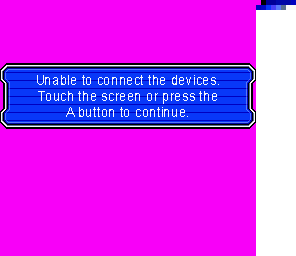 Unable to connect the devices.
Touch the screen or press the
A button to continue.